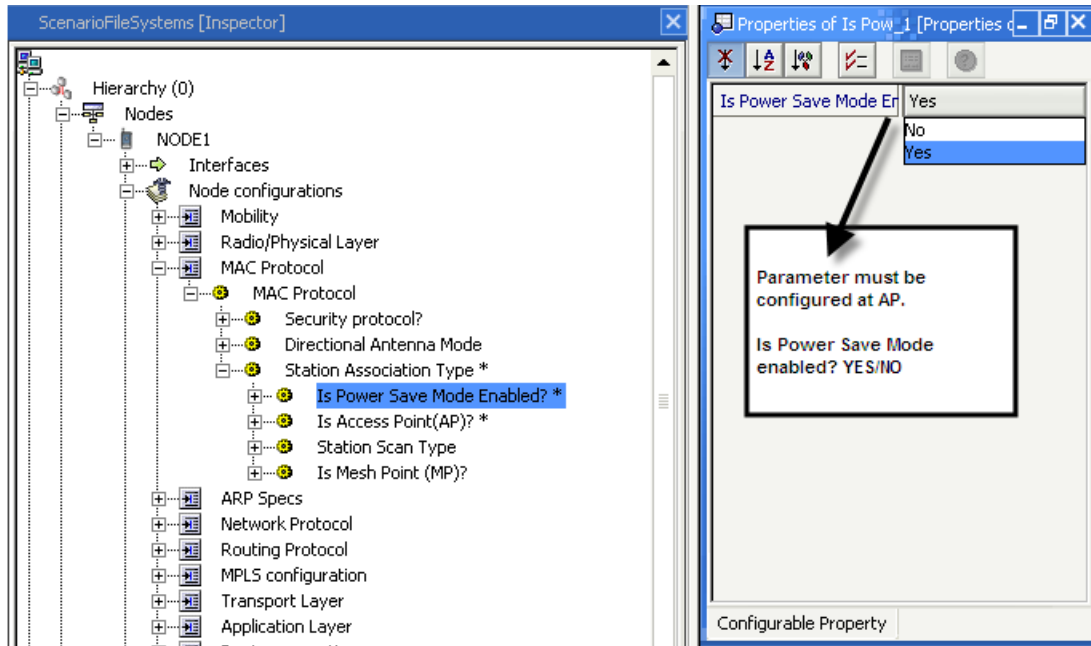 ScenarioFileSystems [Inspector]
Hierarchy (0)
Nodes
NODE1
Interfaces
Node configurations
Mobility
Radio/Physical Layer
MAC Protocol
MAC Protocol
Security protocol?
Directional Antenna Mode
Station Association Type *
Is Power Save Mode Enabled? *
Is Access Point(AP)? *
Station Scan Type
Is Mesh Point (MP)?
ARP Specs
Network Protocol
Routing Protocol
MPLS configuration
Transport Layer
Application Layer
Properties of Is Pow_1 [Properties
Is Power Save Mode Er Yes
No
Yes
Parameter must be
configured at AP.
Is Power Save Mode
enabled? YES/NO
Configurable Property